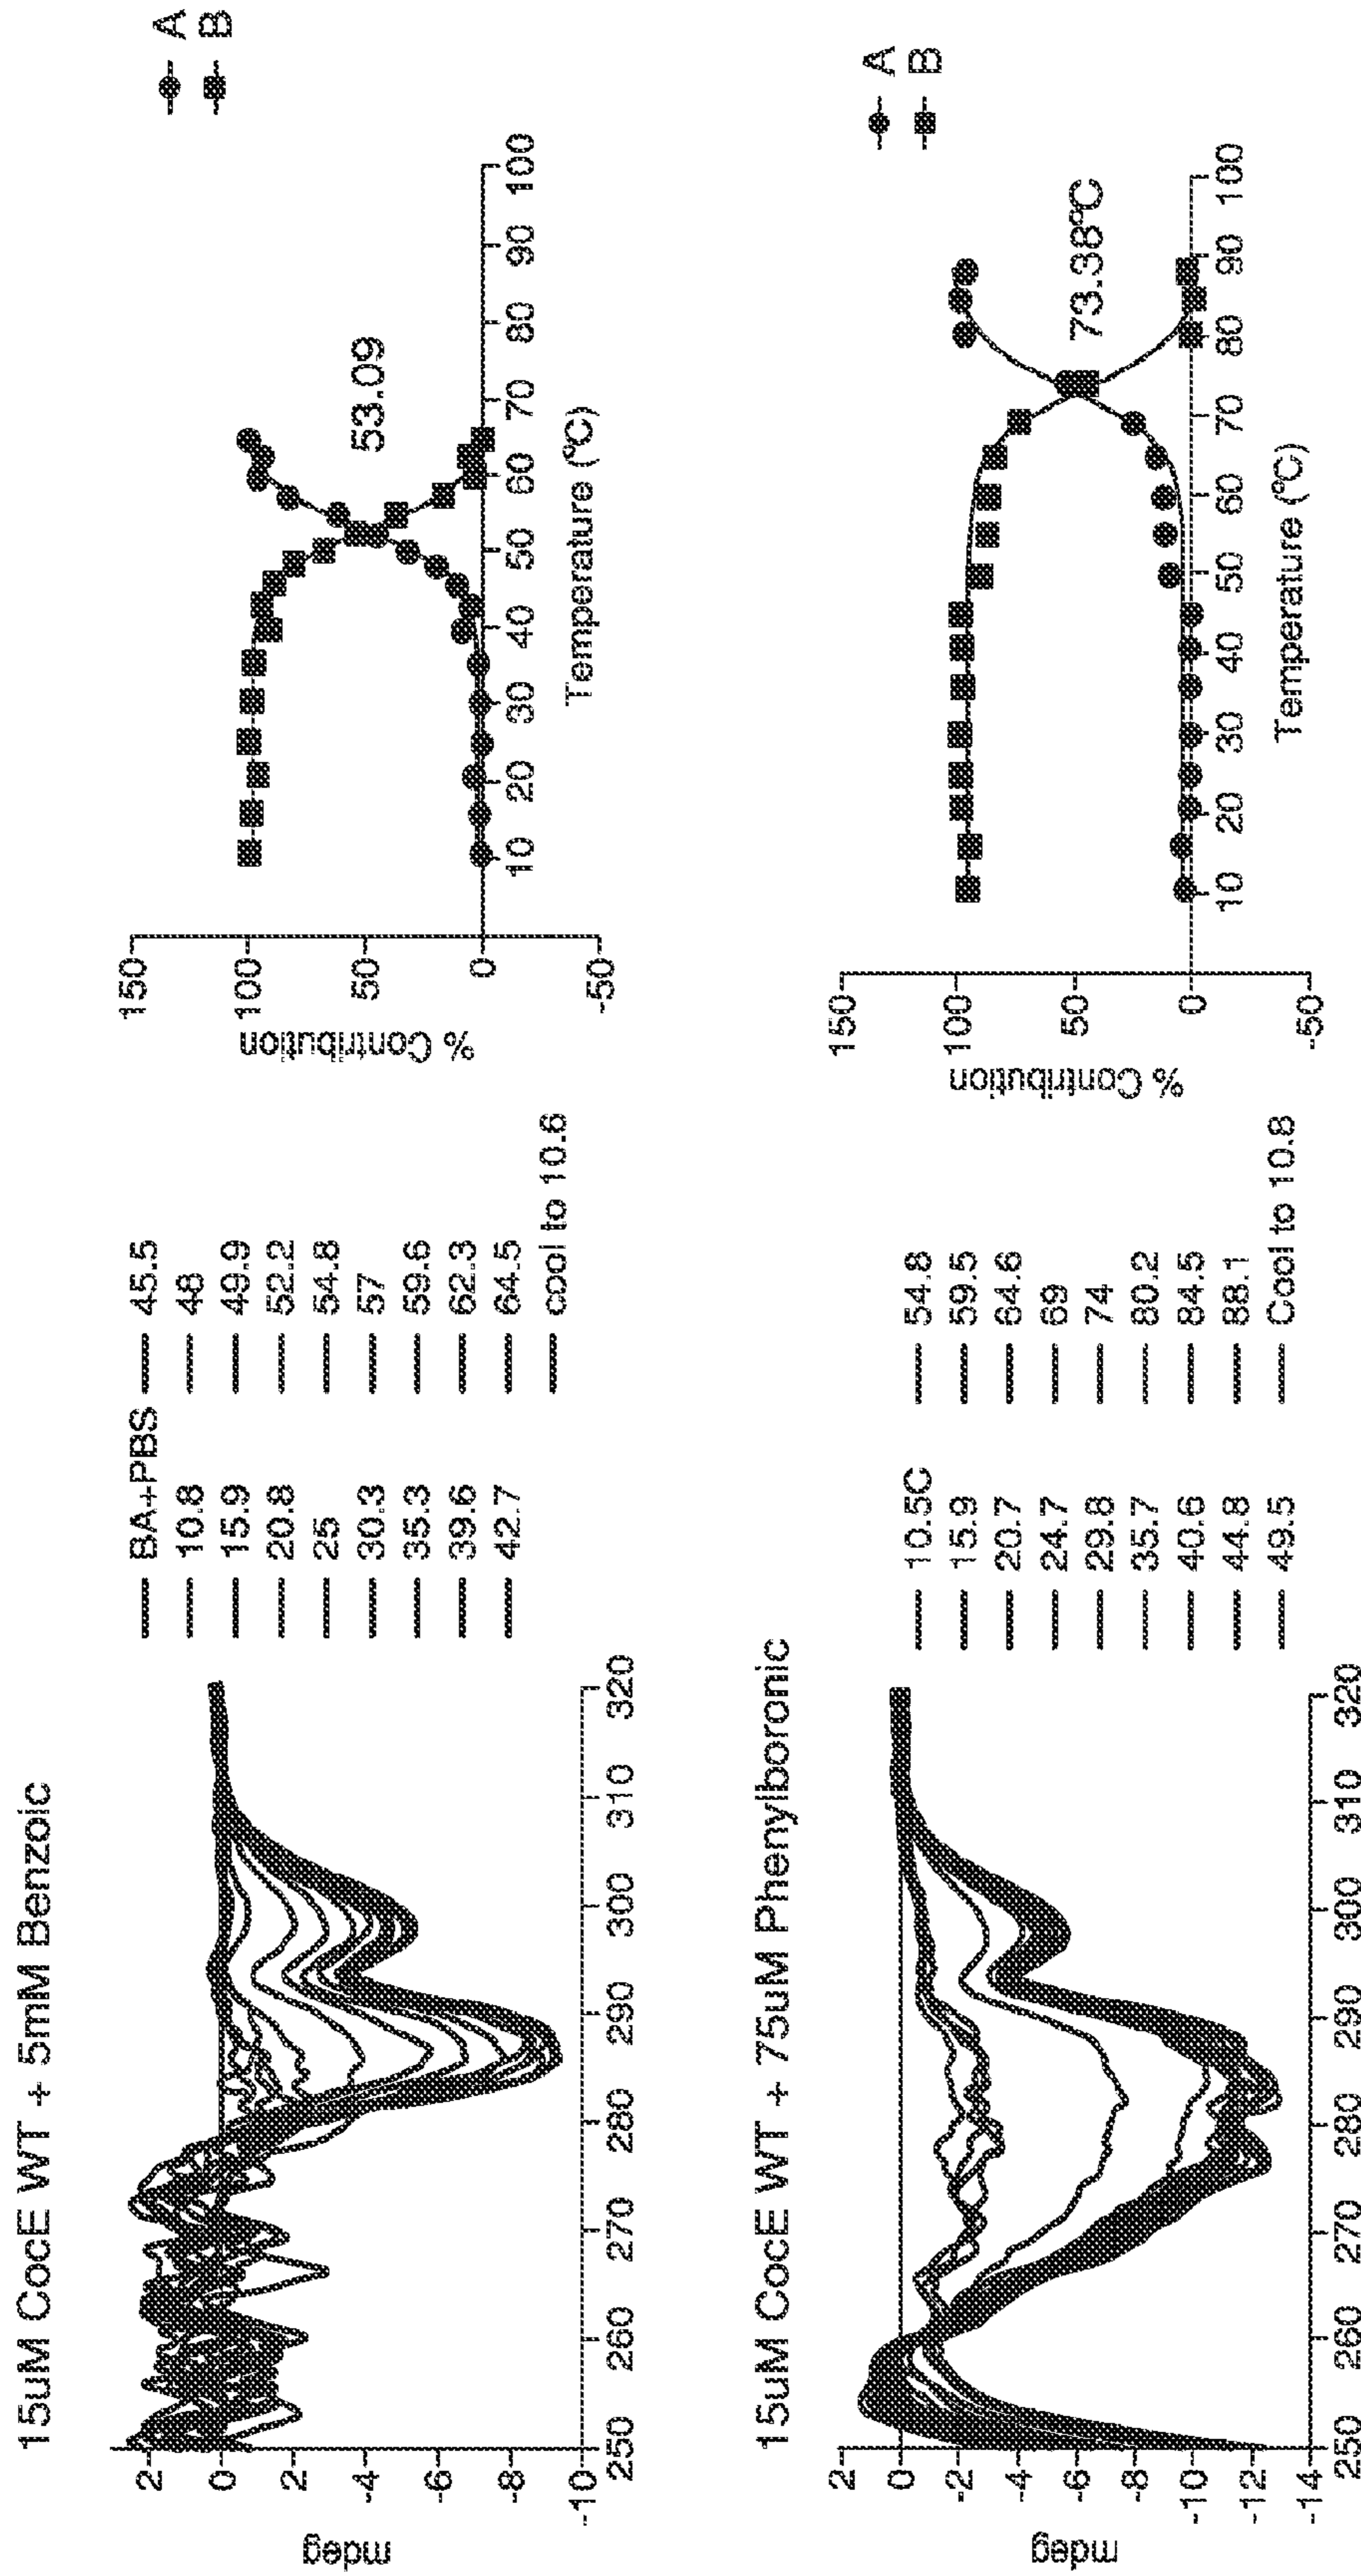 15uM CocE WT + 5mM Benzoic
mdeg
2
0
-2
-4
-6
-8
-10
250 260 270 280 290 300 310 320
BA+PBS 45.5
10.8 48
15.9 49.9
20.8 52.2
25 54.8
30.3 57
35.3 59.6
39.6 62.3
42.7 64.5
cool to 10.6
% Contribution
150
100
50
0
-50
10 20 30 40 50 60 70 80 90 100
Temperature (ºC)
53.09
A
B
15uM CocE WT + 75uM Phenylboronic
mdeg
2
0
-2
-4
-6
-8
-10
-12
-14
250 260 270 280 290 300 310 320
10.5C 54.8
15.9 59.5
20.7 64.6
24.7 69
29.8 74
35.7 80.2
40.6 84.5
44.8 88.1
49.5 Cool to 10.8
% Contribution
150
100
50
0
-50
10 20 30 40 50 60 70 80 90 100
Temperature (ºC)
73.38ºC
A
B